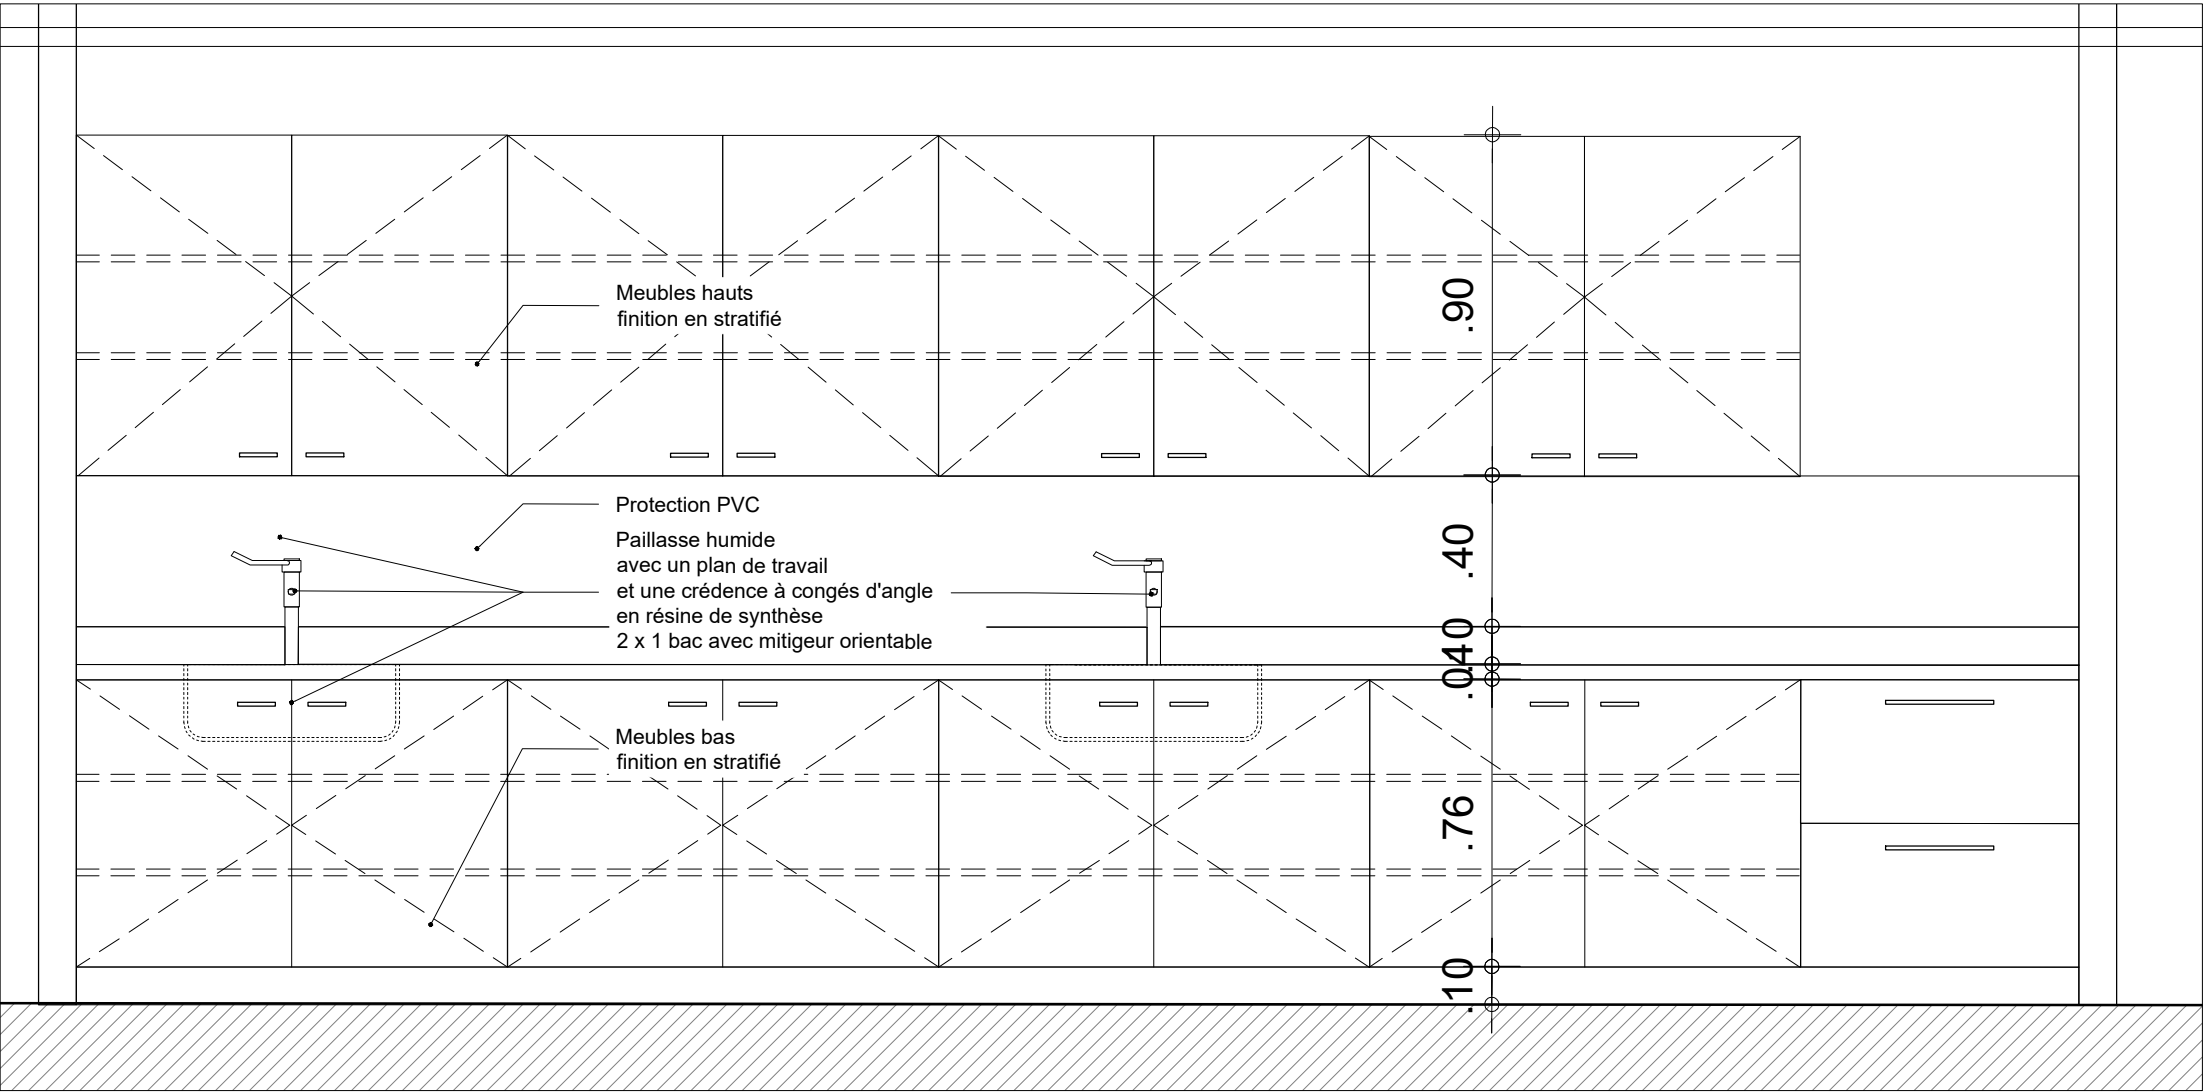 Meubles hauts
finition en stratifié
.90
Protection PVC
Paillasse humide
avec un plan de travail
et une crédence à congés d'angle
en résine de synthèse
2 x 1 bac avec mitigeur orientable
.40
.10
.04
Meubles bas
finition en stratifié
.76
.10